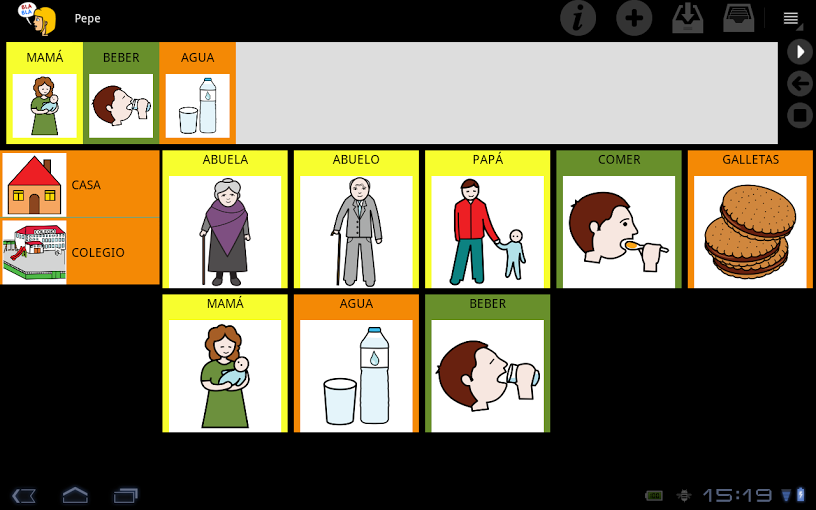 BLA
BLA
Pepe
MAMÁ
BEBER
AGUA
CASA
COLEGIO
ABUELA
ABUELO
PAPÁ
COMER
GALLETAS
MAMÁ
AGUA
BEBER
15:19